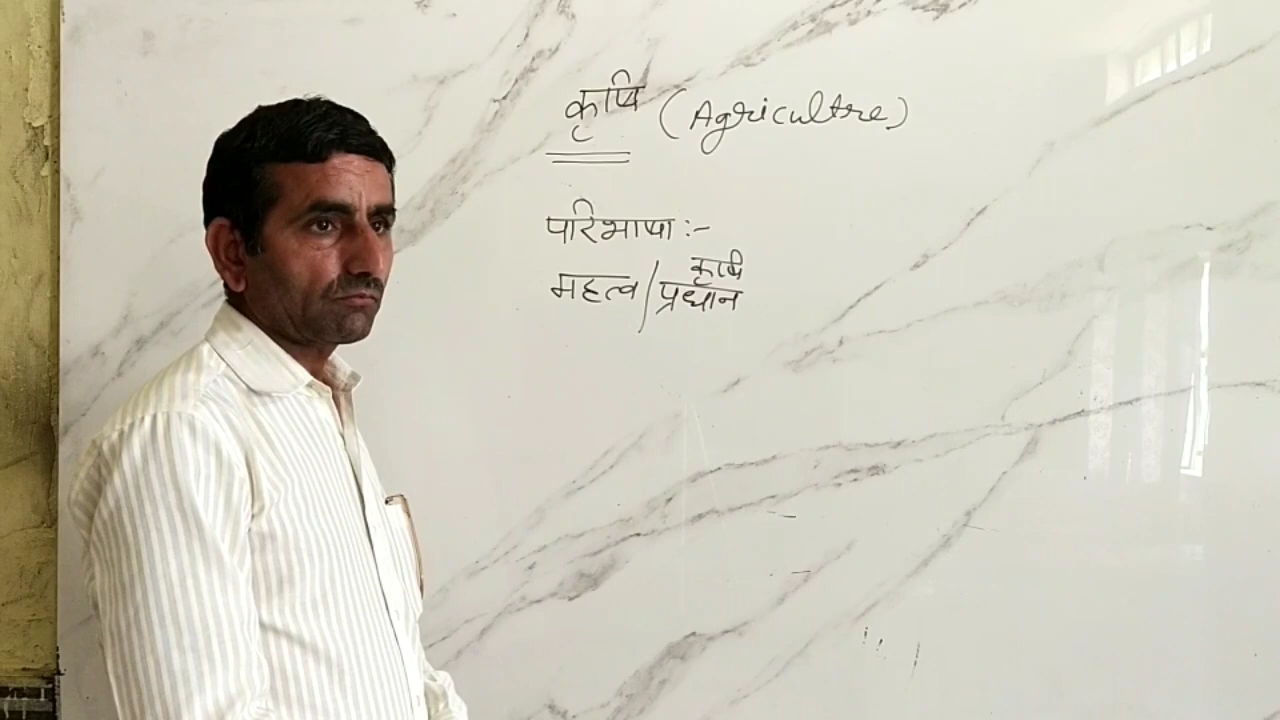 कृषि (Agricultre)
परिभाषा :-
कृषि
महत्व/प्रधान